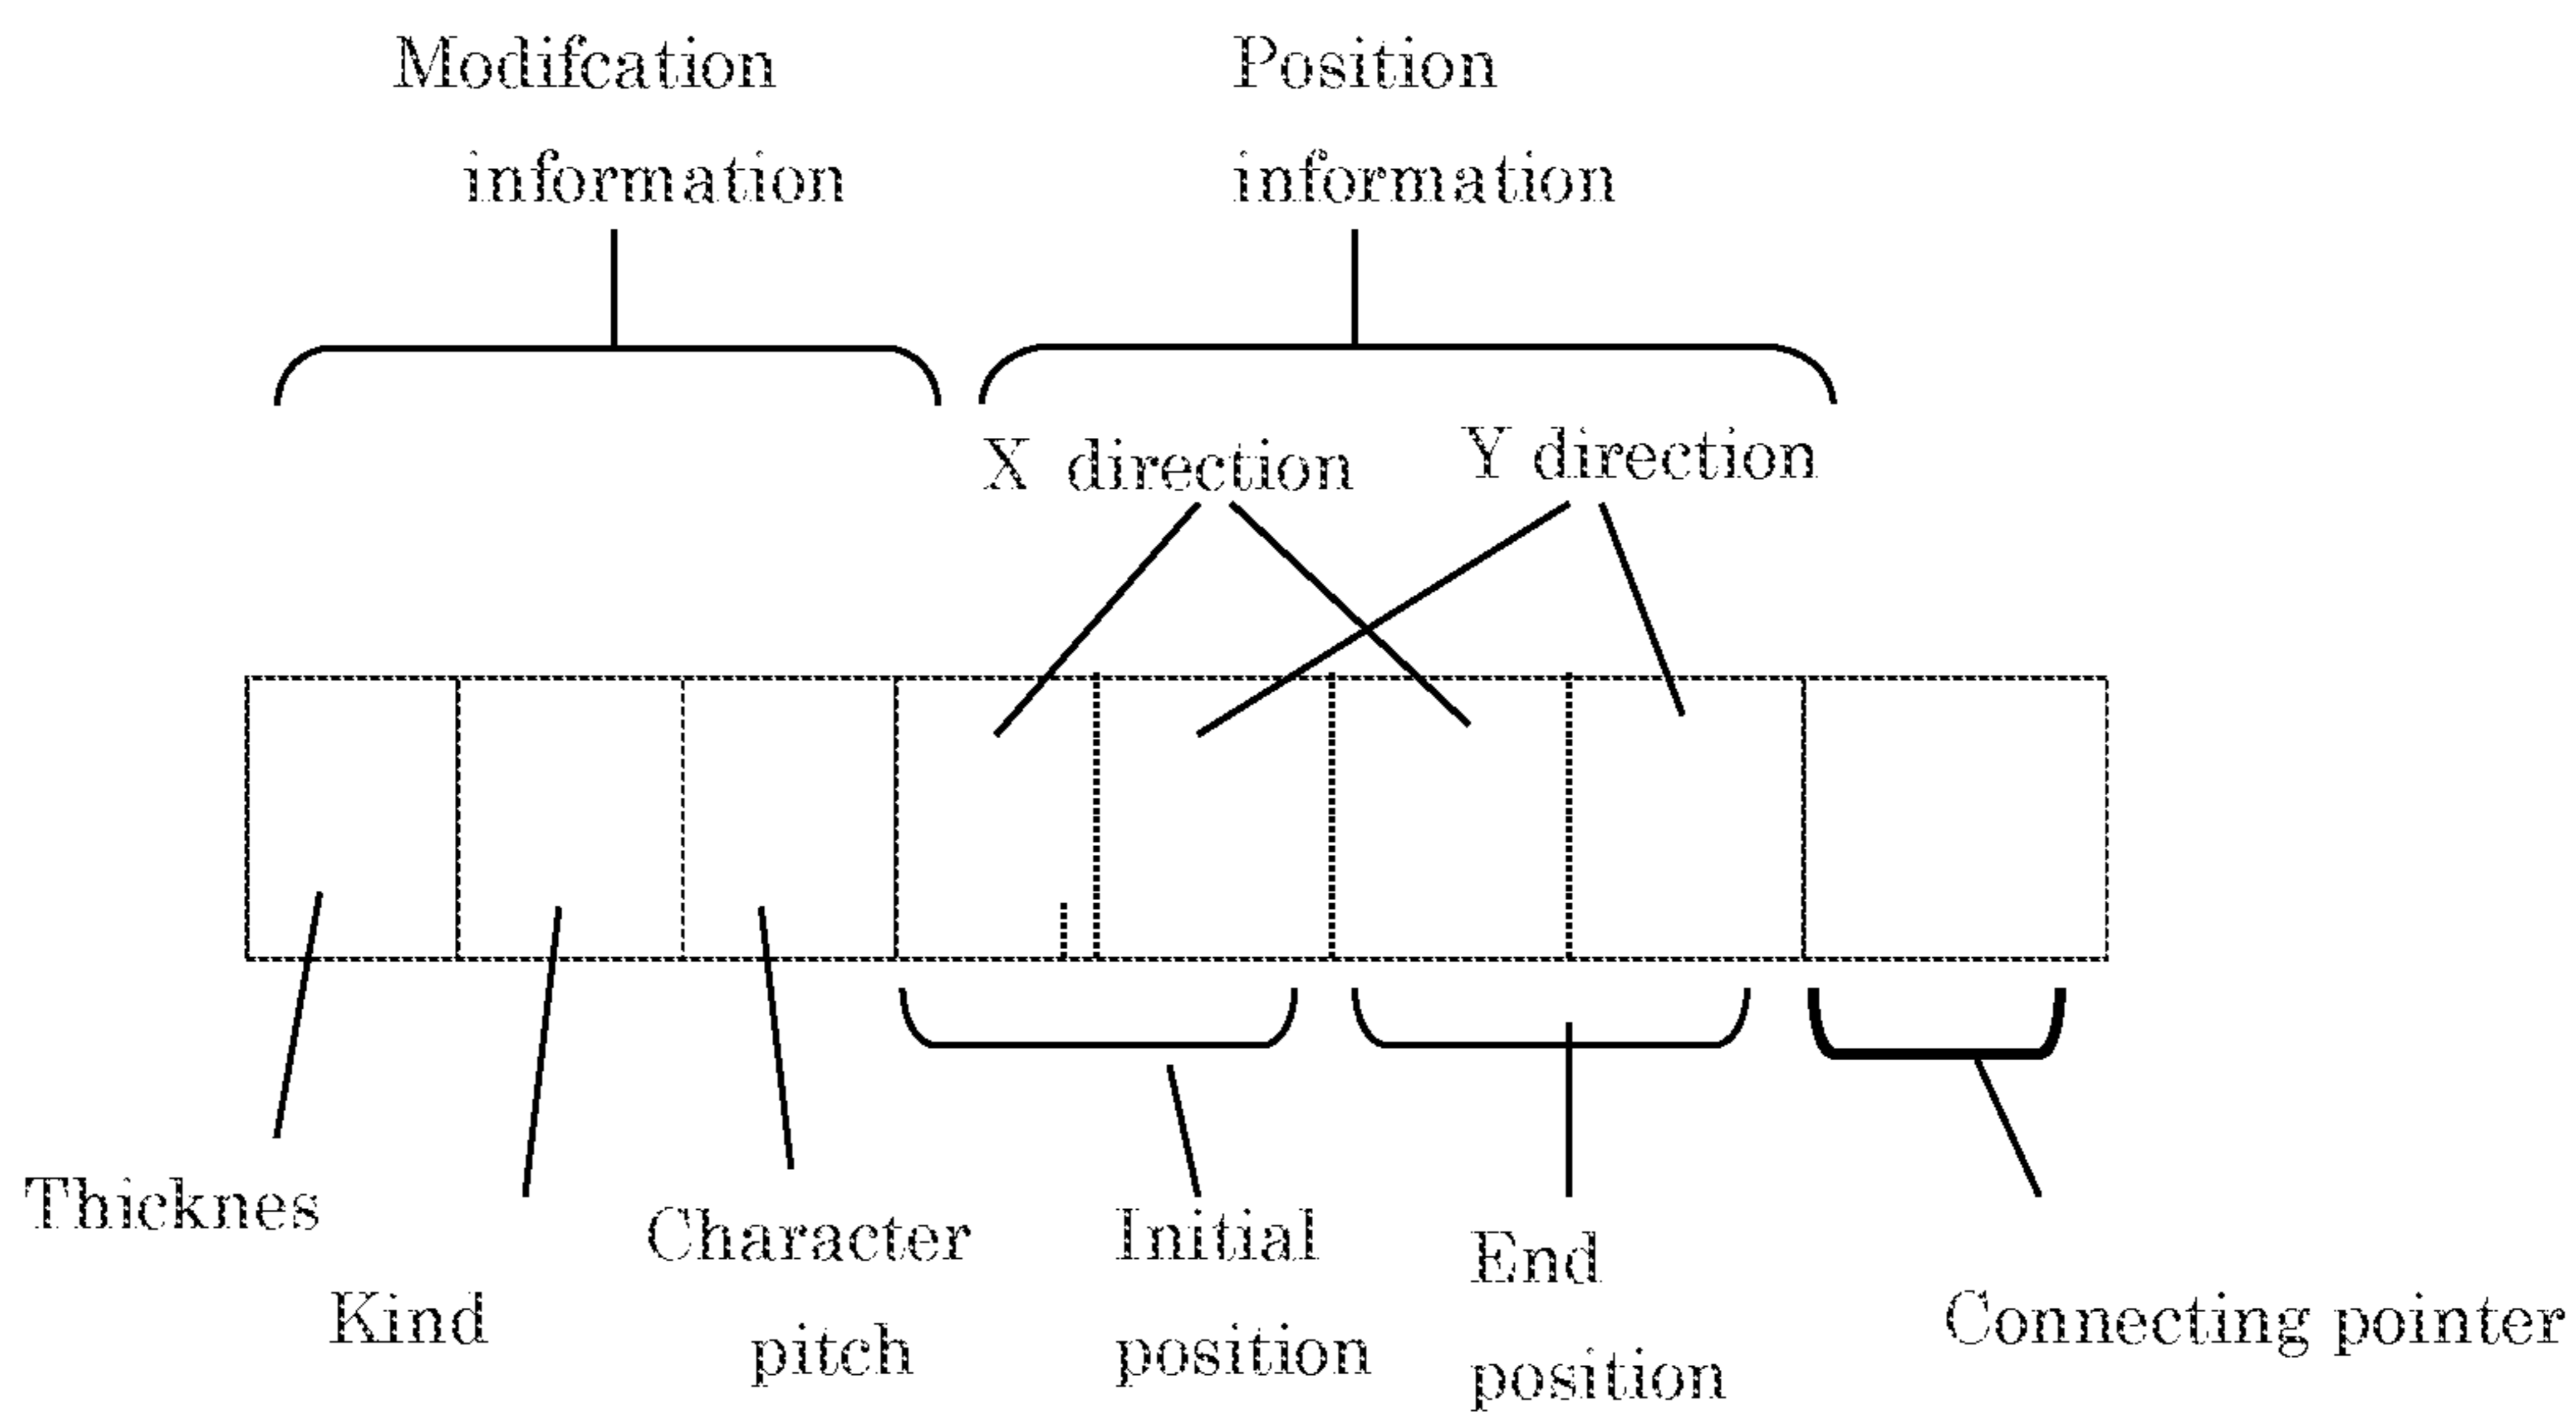 Modifcation
information
Position
information
X direction
Y direction
Thicknes
Kind
Character
pitch
Initial
position
End
position
Connecting pointer